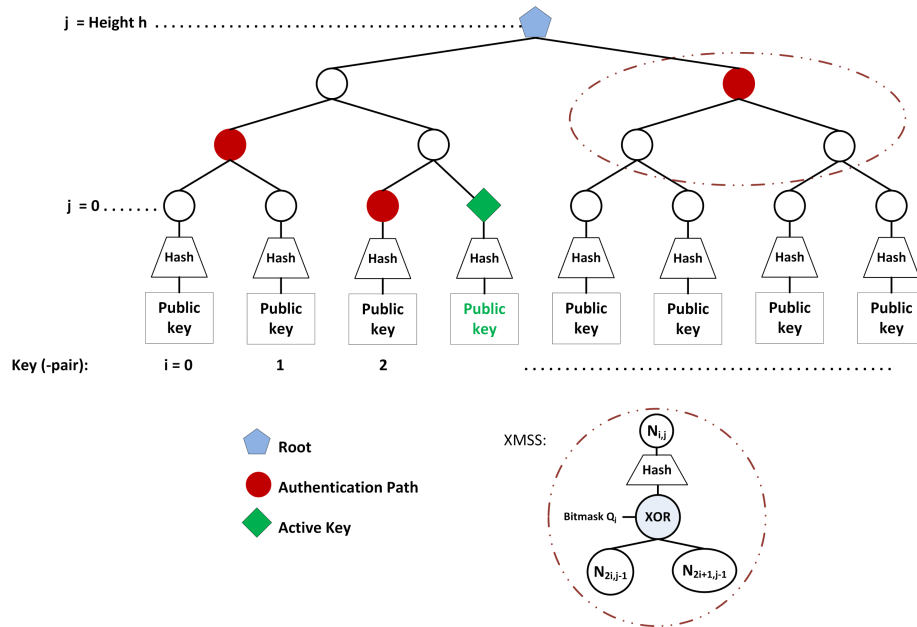 j = Height h ........................................
j = 0 ........
Hash Hash Hash Hash Hash Hash Hash Hash
Public Public Public Public Public Public Public Public
key key key key key key key key
Key (-pair): i = 0 1 2 ........................................
XMSS:
N i,j
Hash
Bitmask Qj XOR
N2i,j-1 N2i+1,j-1
Root
Authentication Path
Active Key